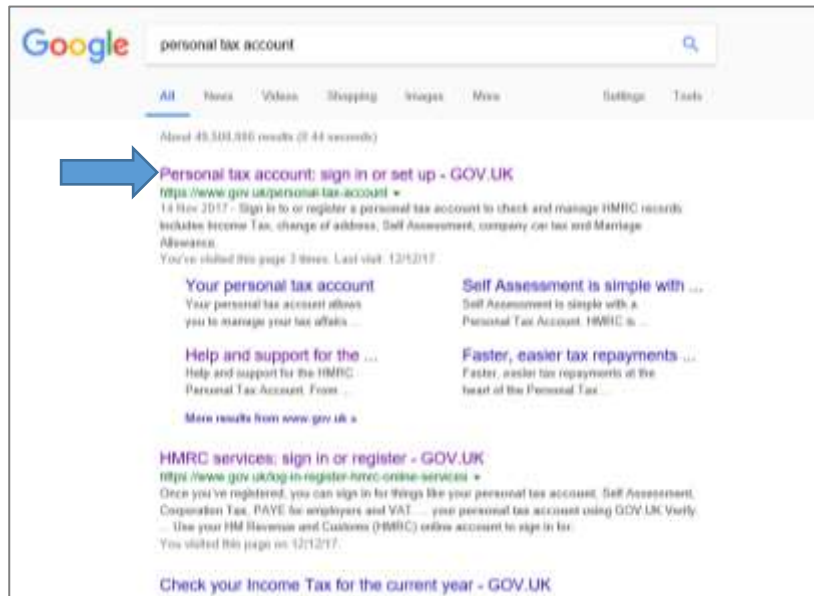 Google
personal tax account
All News Videos Shopping Images More Settings Tools
About results (0.44 seconds)
Personal tax account: sign in or set up - GOV.UK
https://www.gov.uk/personal-tax-account
14 Nov 2017 - Sign in to or register a personal tax account to check and manage HMRC records.
Includes Income Tax, change of address, Self Assessment, company car tax and Marriage
Allowance.
You've visited this page 3 times. Last visit: 12/12/17
Your personal tax account
Your personal tax account allows
you to manage your tax affairs ...
Self Assessment is simple with ...
Self Assessment is simple with a
Personal Tax Account. HMRC is ...
Help and support for the ...
Help and support for the HMRC
Personal Tax Account. From ...
Faster, easier tax repayments ...
Faster, easier tax repayments at the
heart of the Personal Tax ...
More results from www.gov.uk »
HMRC services: sign in or register - GOV.UK
https://www.gov.uk/log-in-register-hmrc-online-services
Once you've registered, you can sign in for things like your personal tax account, Self Assessment,
Corporation Tax, PAYE for employers and VAT. ... your personal tax account using GOV.UK Verify.
... Use your HM Revenue and Customs (HMRC) online account to sign in for:
You visited this page on 12/12/17.
Check your Income Tax for the current year - GOV.UK